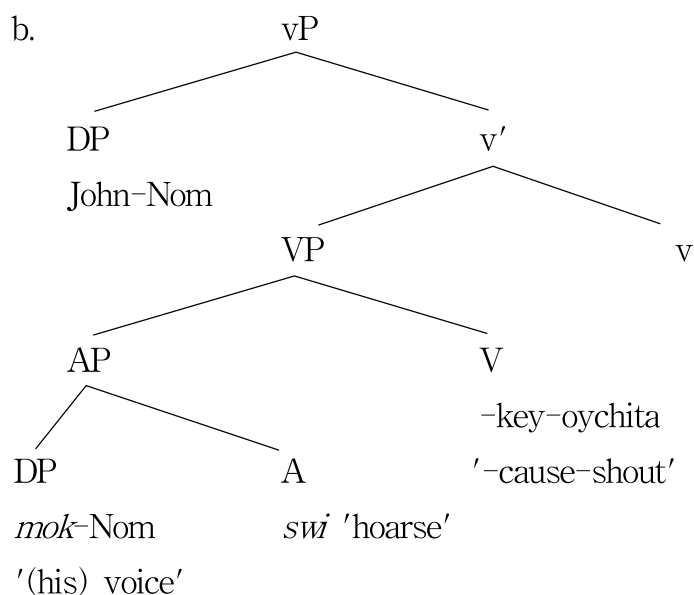 b. vP
DP v′
John-Nom
VP v
AP V
-key-oychita
DP A ′-cause-shout′
mok-Nom swi ′hoarse′
′(his) voice′